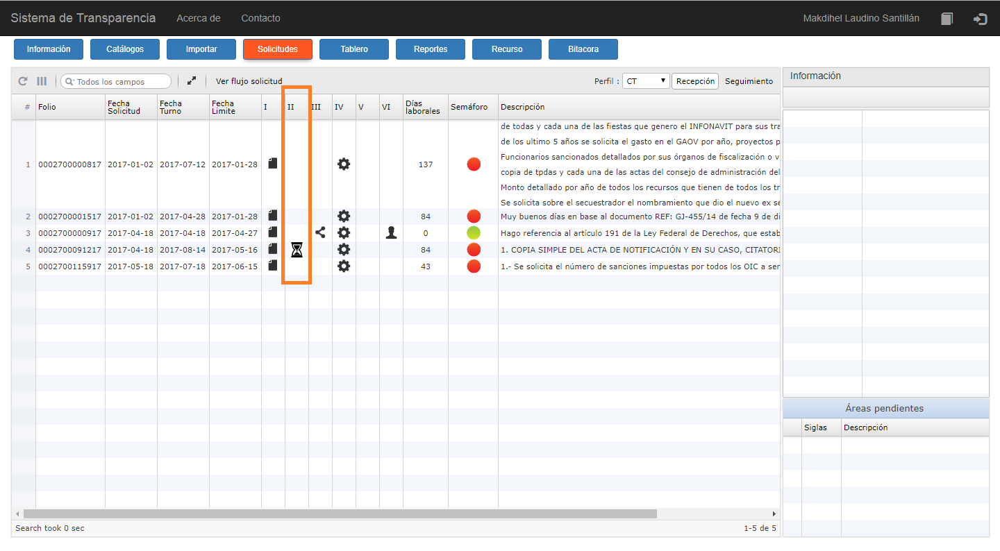 Sistema de Transparencia Acerca de Contacto Makdihel Laudino Santillán
Información Catálogos Importar Solicitudes Tablero Reportes Recurso Bitacora
Todos los campos Ver flujo solicitud Perfil : CT Recepción Seguimiento
# Folio Fecha Solicitud Fecha Turno Fecha Limite I II III IV V VI Días laborales Semáforo Descripción
de todas y cada una de las fiestas que genero el INFONAVIT para sus tra
de los ultimo 5 años se solicita el gasto en el GAOV por año, proyectos p
Funcionarios sancionados detallados por sus órganos de fiscalización o v
1 0002700000817 2017-01-02 2017-07-12 2017-01-28 137
copia de tpdas y cada una de las actas del consejo de administración del
Monto detallado por año de todos los recursos que tienen de todos los tr
Se solicita sobre el secuestrador el nombramiento que dio el nuevo ex se
2 0002700001517 2017-01-02 2017-04-28 2017-01-28 84 Muy buenos días en base al documento REF: GJ-455/14 de fecha 9 de di
3 0002700000917 2017-04-18 2017-04-18 2017-04-27 0 Hago referencia al artículo 191 de la Ley Federal de Derechos, que estab
4 0002700091217 2017-04-18 2017-08-14 2017-05-16 84 1. COPIA SIMPLE DEL ACTA DE NOTIFICACIÓN Y EN SU CASO, CITATORI
5 0002700115917 2017-05-18 2017-07-18 2017-06-15 43 1.- Se solicita el número de sanciones impuestas por todos los OIC a ser
Search took 0 sec 1-5 de 5
Información
Áreas pendientes
Siglas Descripción